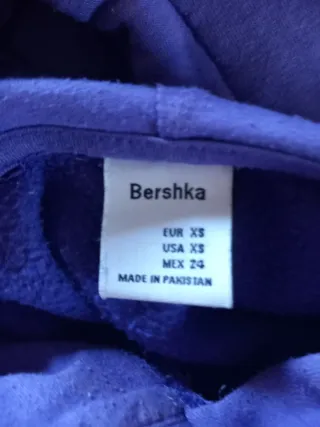 Bershka
EUR XS
USA XS
MEX 24
MADE IN PAKISTAN